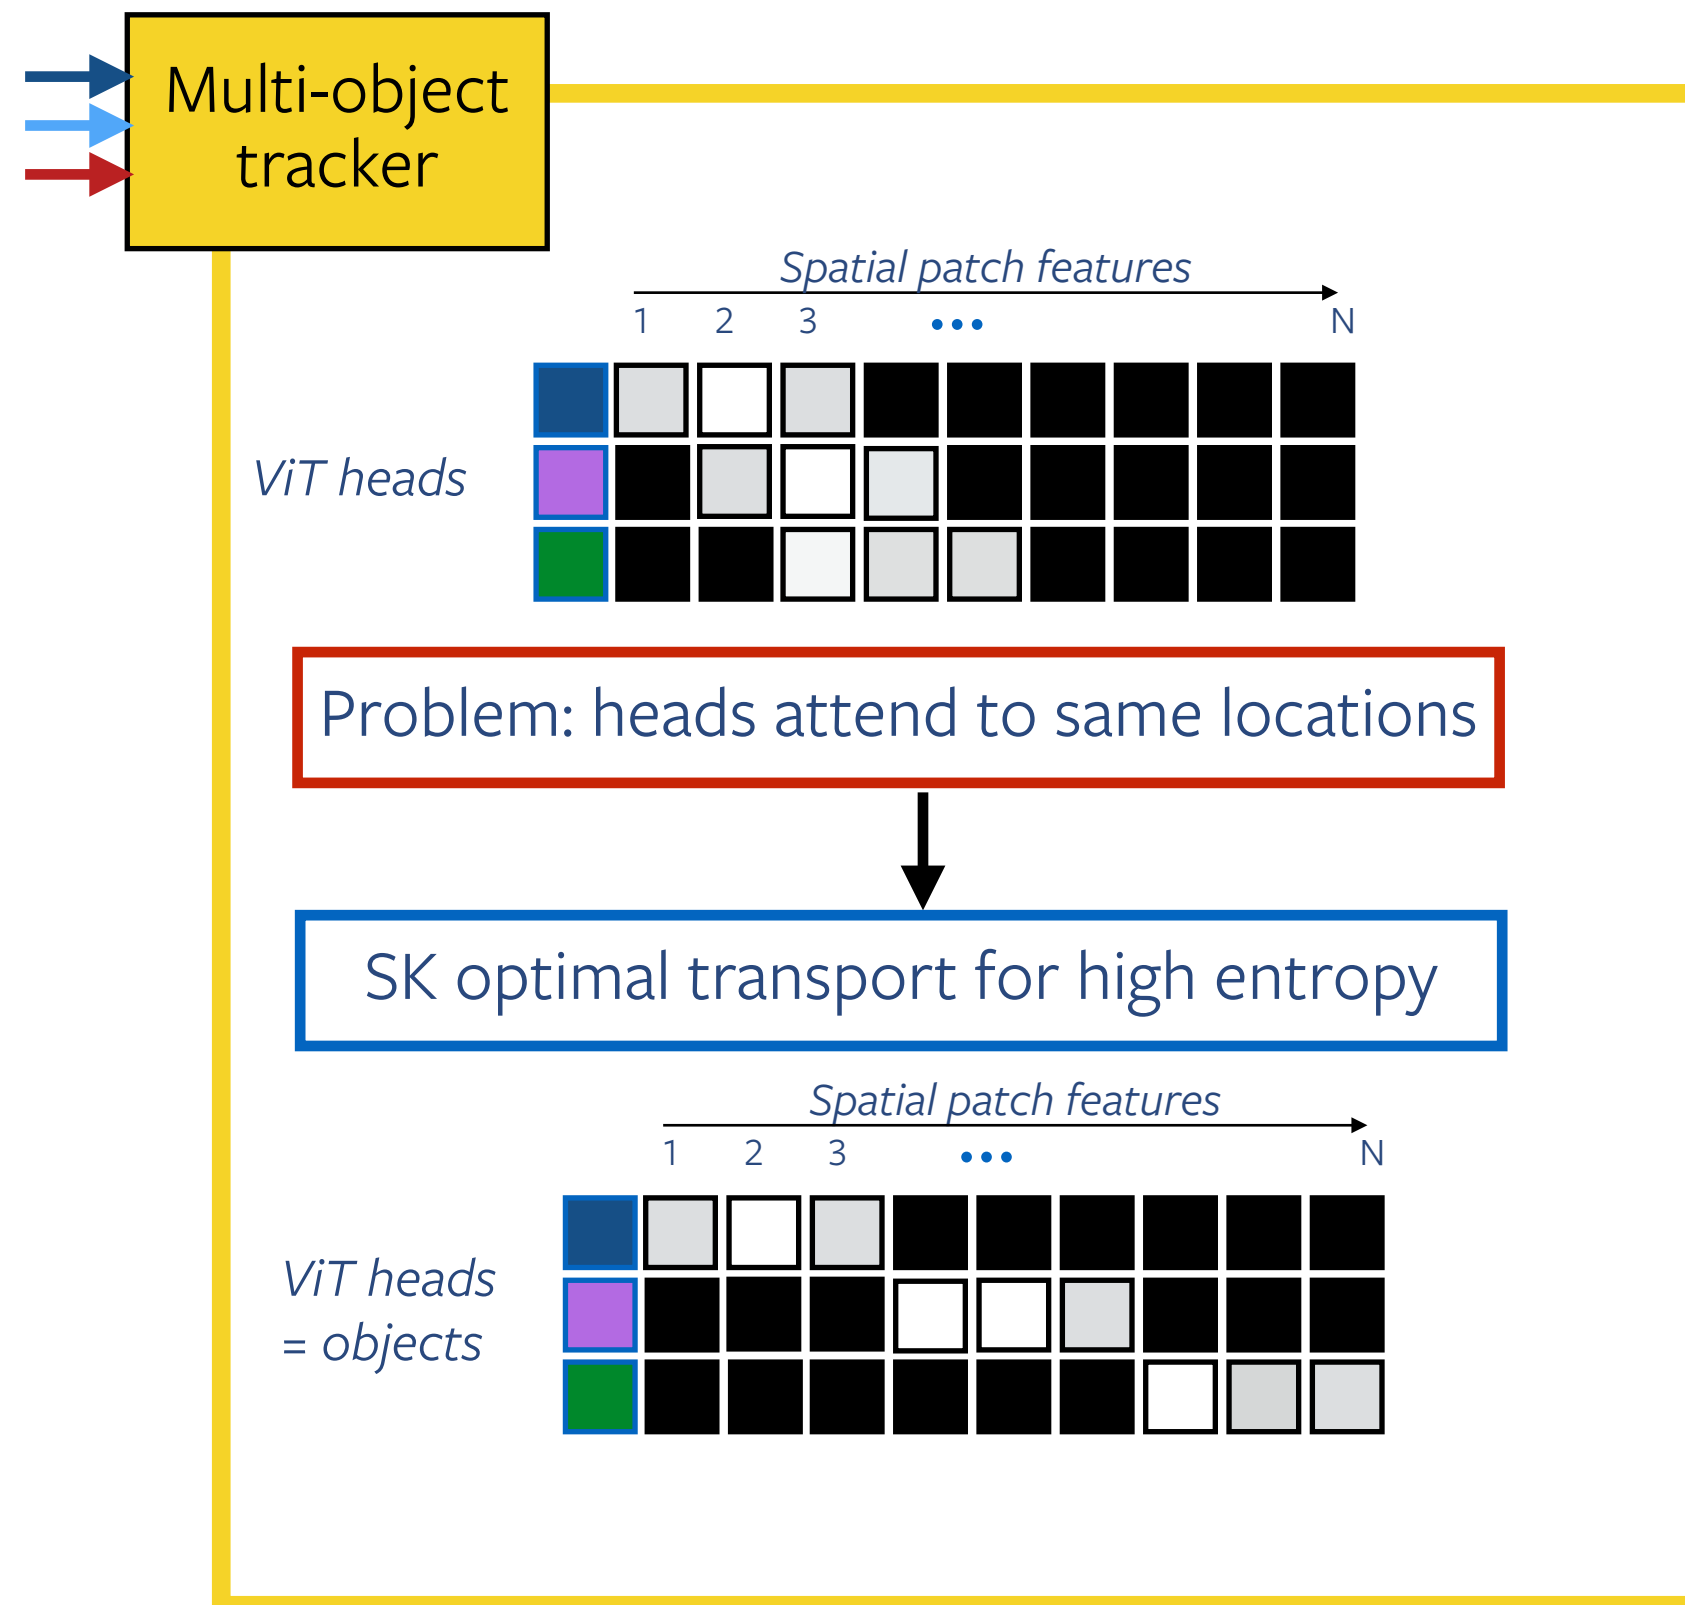 Multi-object
tracker
Spatial patch features
1 2 3 ••• N
ViT heads
Problem: heads attend to same locations
SK optimal transport for high entropy
Spatial patch features
1 2 3 ••• N
ViT heads
= objects